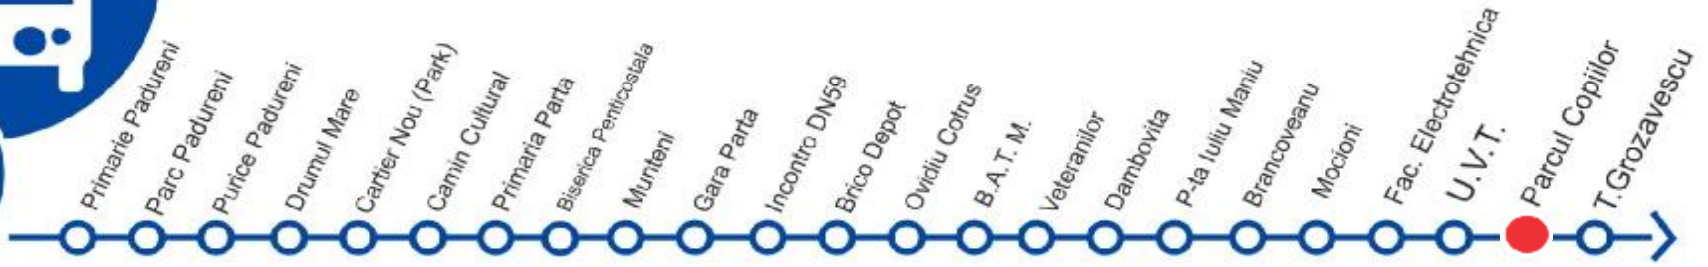 Primarie Padureni
Parc Padureni
Purice Padureni
Drumul Mare
Cartier Nou (Park)
Camin Cultural
Primaria Parta
Biserica Penticostala
Munteni
Gara Parta
Incontro DN59
Brico Depot
Ovidiu Cotrus
B.A.T. M.
Veteranilor
Dambovita
P-ta Iuliu Maniu
Brancoveanu
Mocioni
Fac. Electrotehnica
U.V.T.
Parcul Copiilor
T.Grozavescu